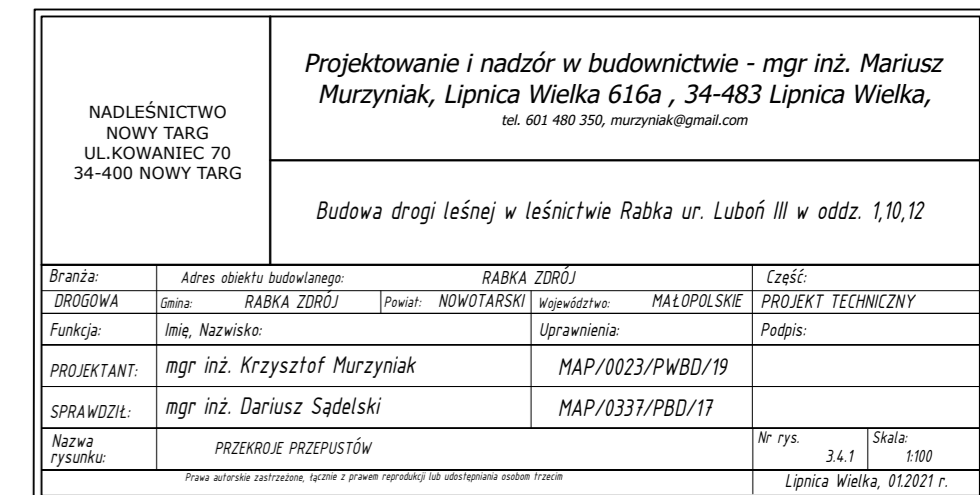 NADLEŚNICTWO
NOWY TARG
UL.KOWANIEC 70
34-400 NOWY TARG
Projektowanie i nadzór w budownictwie - mgr inż. Mariusz
Murzyniak, Lipnica Wielka 616a , 34-483 Lipnica Wielka,
tel. 601 480 350, murzyniak@gmail.com
Budowa drogi leśnej w leśnictwie Rabka ur. Luboń III w oddz. 1,10,12
Branża: Adres obiektu budowlanego: RABKA ZDRÓJ Część:
DROGOWA Gmina: RABKA ZDRÓJ Powiat: NOWOTARSKI Województwo: MAŁOPOLSKIE PROJEKT TECHNICZNY
Funkcja: Imię, Nazwisko: Uprawnienia: Podpis:
PROJEKTANT: mgr inż. Krzysztof Murzyniak MAP/0023/PWBD/19
SPRAWDZIŁ: mgr inż. Dariusz Sądelski MAP/0337/PBD/17
Nazwa
rysunku: PRZEKROJE PRZEPUSTÓW Nr rys. 3.4.1 Skala: 1:100
Prawa autorskie zastrzeżone, łącznie z prawem reprodukcji lub udostępniania osobom trzecim Lipnica Wielka, 01.2021 r.